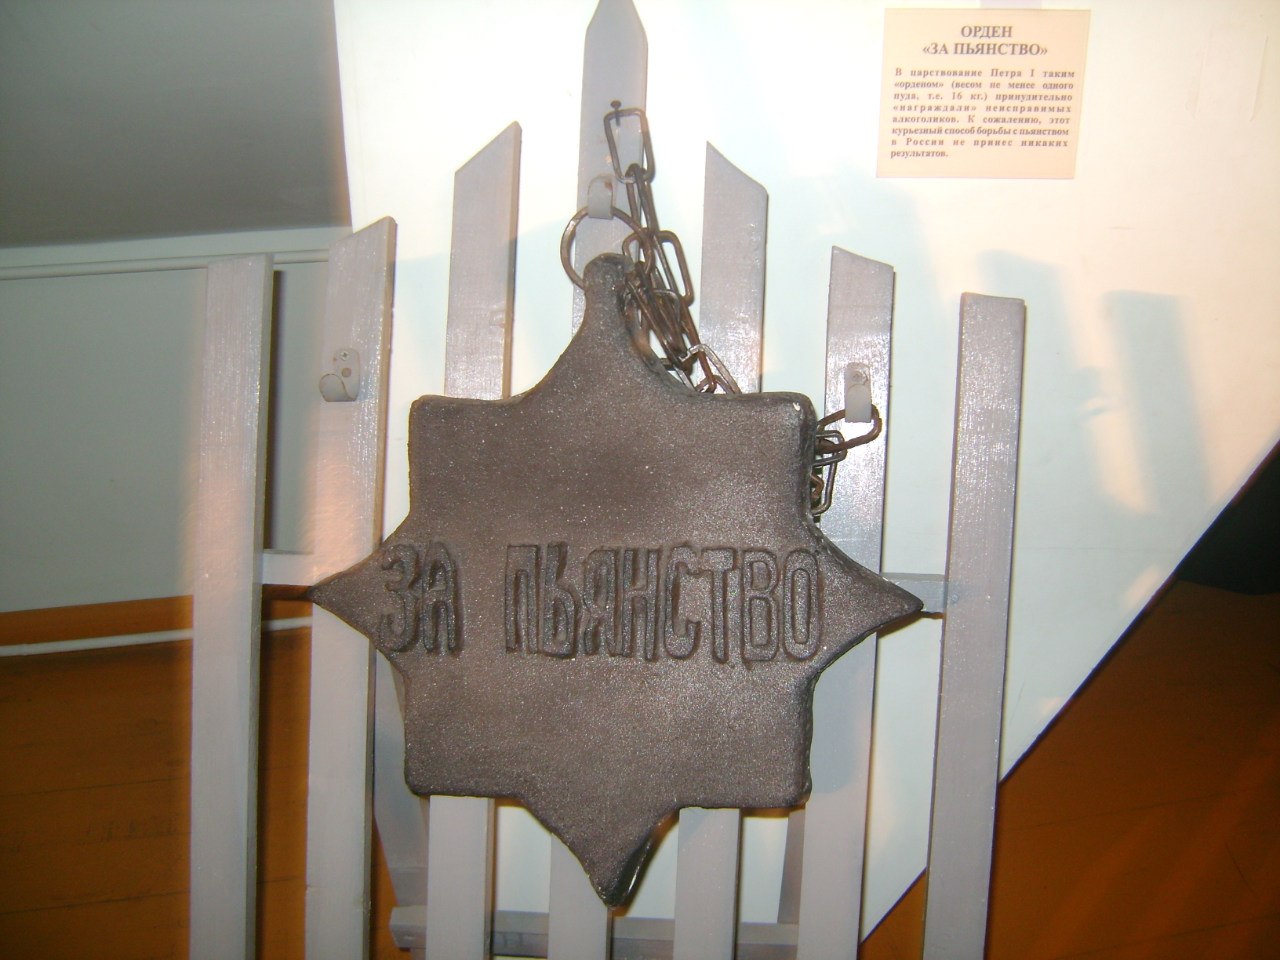 ОРДЕН
«ЗА ПЬЯНСТВО»
В царствование Петра I таким
«орденом» (весом не менее одного
пуда, т.е. 16 кг.) принудительно
«награждали» неисправимых
алкоголиков. К сожалению, этот
курьезный способ борьбы с пьянством
в России не принес никаких
результатов.
ЗА ПЬЯНСТВО